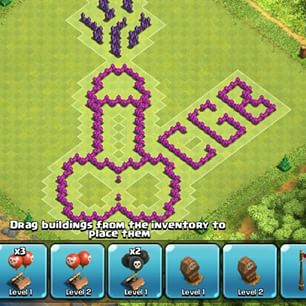 CGB
Drag buildings from the inventory to
place them
x3
x2
Level 1
Level 2
Level 1
Level 1
Level 2